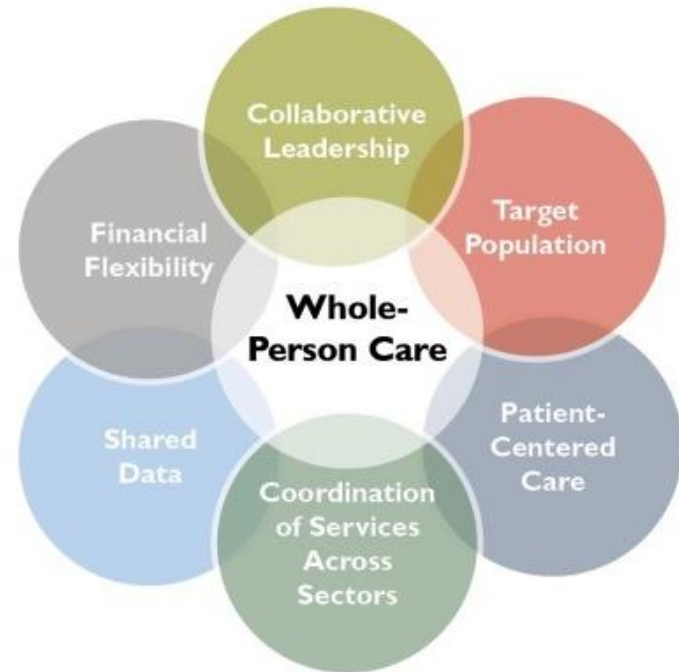 Collaborative
Leadership
Target
Population
Financial
Flexibility
Whole-
Person Care
Patient-
Centered
Care
Shared
Data
Coordination
of Services
Across
Sectors